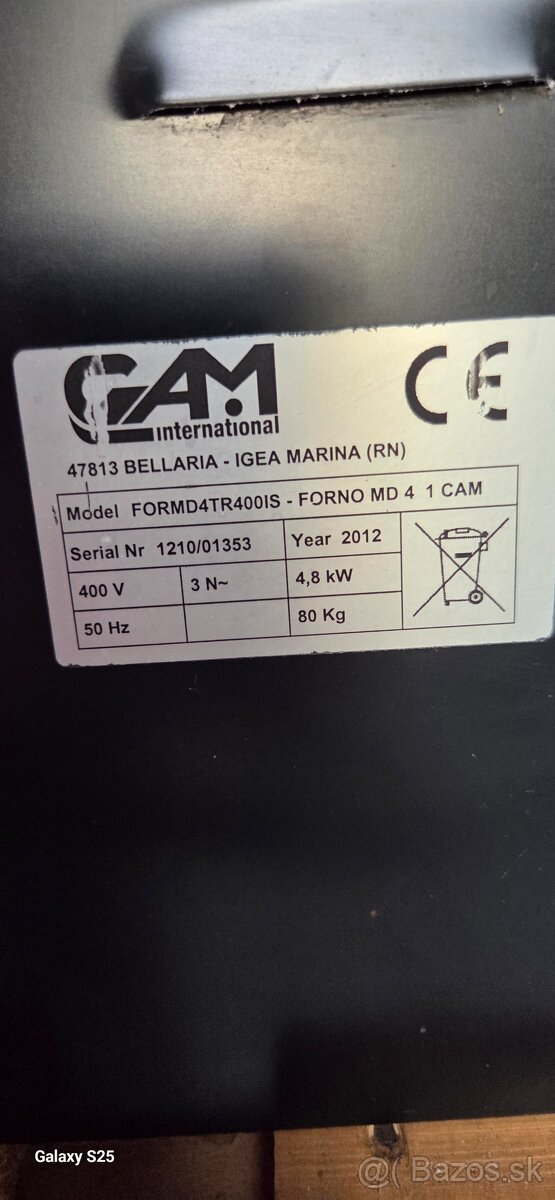 GAM
International
CE
47813 BELLARIA - IGEA MARINA (RN)
Model FORMD4TR400IS - FORNO MD 4 1 CAM
Serial Nr 1210/01353 Year 2012
400 V 3 N~ 4,8 kW
50 Hz 80 Kg
Galaxy S25
@ Bazos.sk